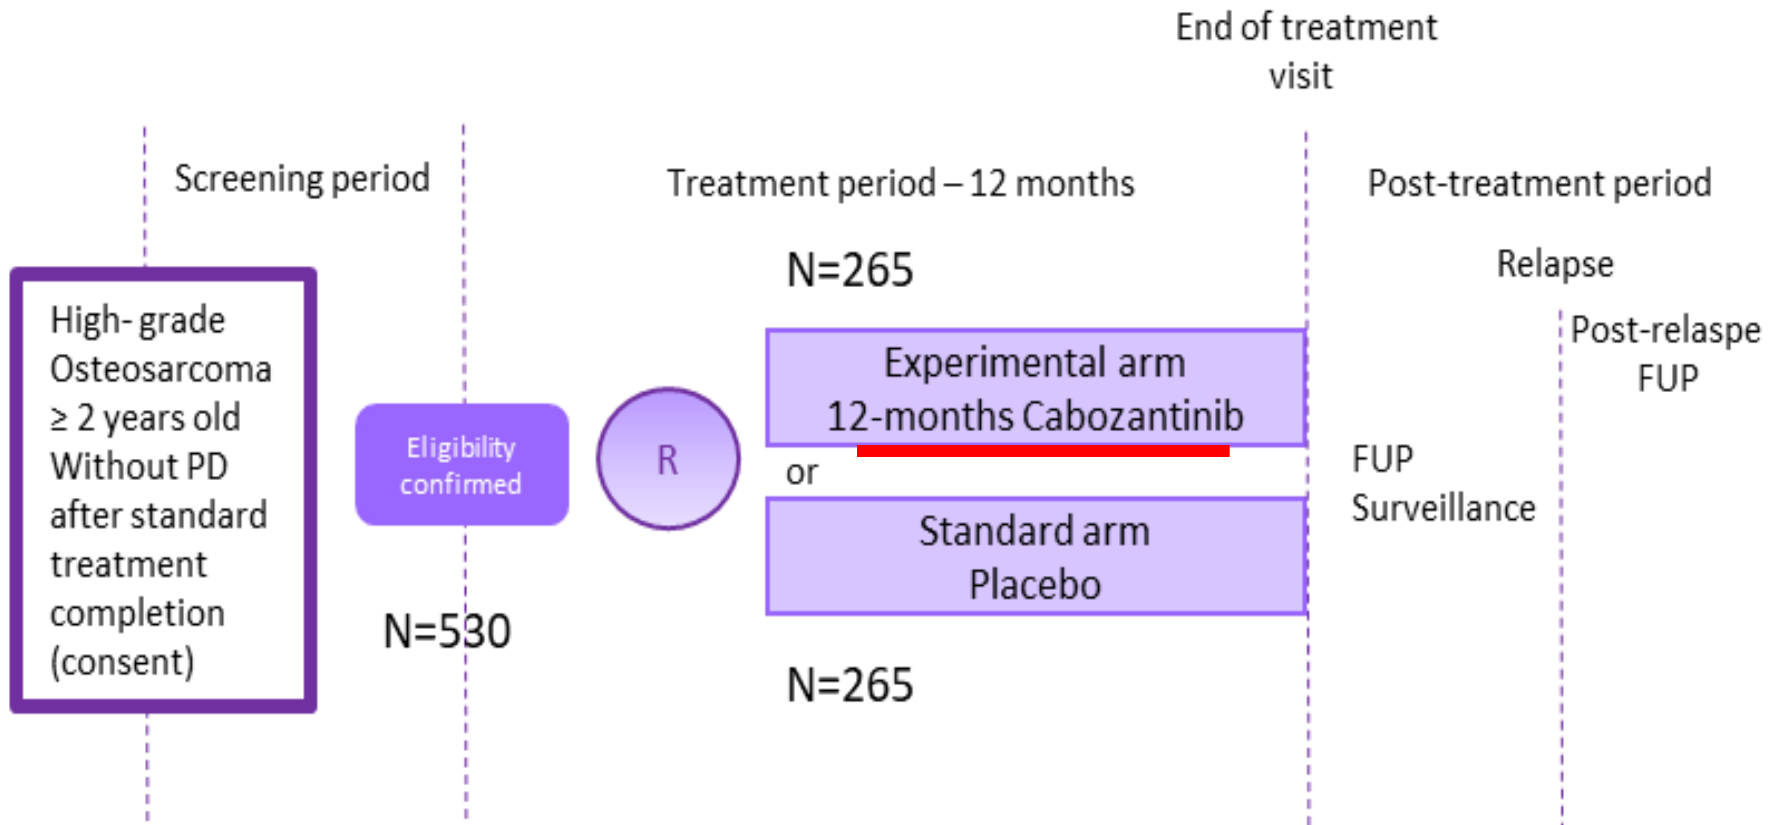 End of treatment
visit
Screening period
Treatment period – 12 months
Post-treatment period
High- grade
Osteosarcoma
≥ 2 years old
Without PD
after standard
treatment
completion
(consent)
Eligibility
confirmed
N=530
R
N=265
Experimental arm
12-months Cabozantinib
or
Standard arm
Placebo
N=265
FUP
Surveillance
Relapse
Post-relaspe
FUP